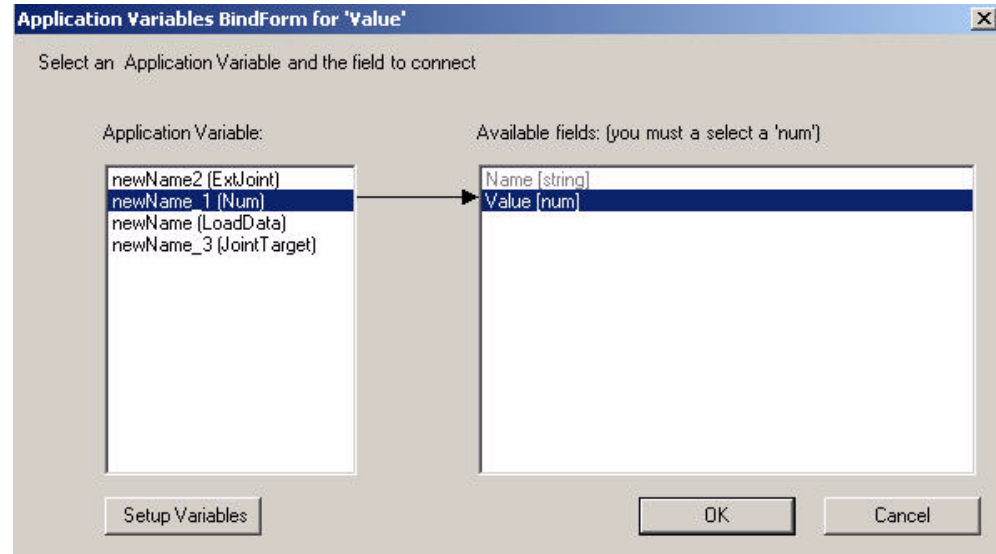 Application Variables BindForm for 'Value'
Select an Application Variable and the field to connect
Application Variable:
Available fields: (you must a select a 'num')
newName2 (ExtJoint)
newName_1 (Num)
newName (LoadData)
newName_3 (JointTarget)
Name [string]
Value [num]
Setup Variables
OK
Cancel